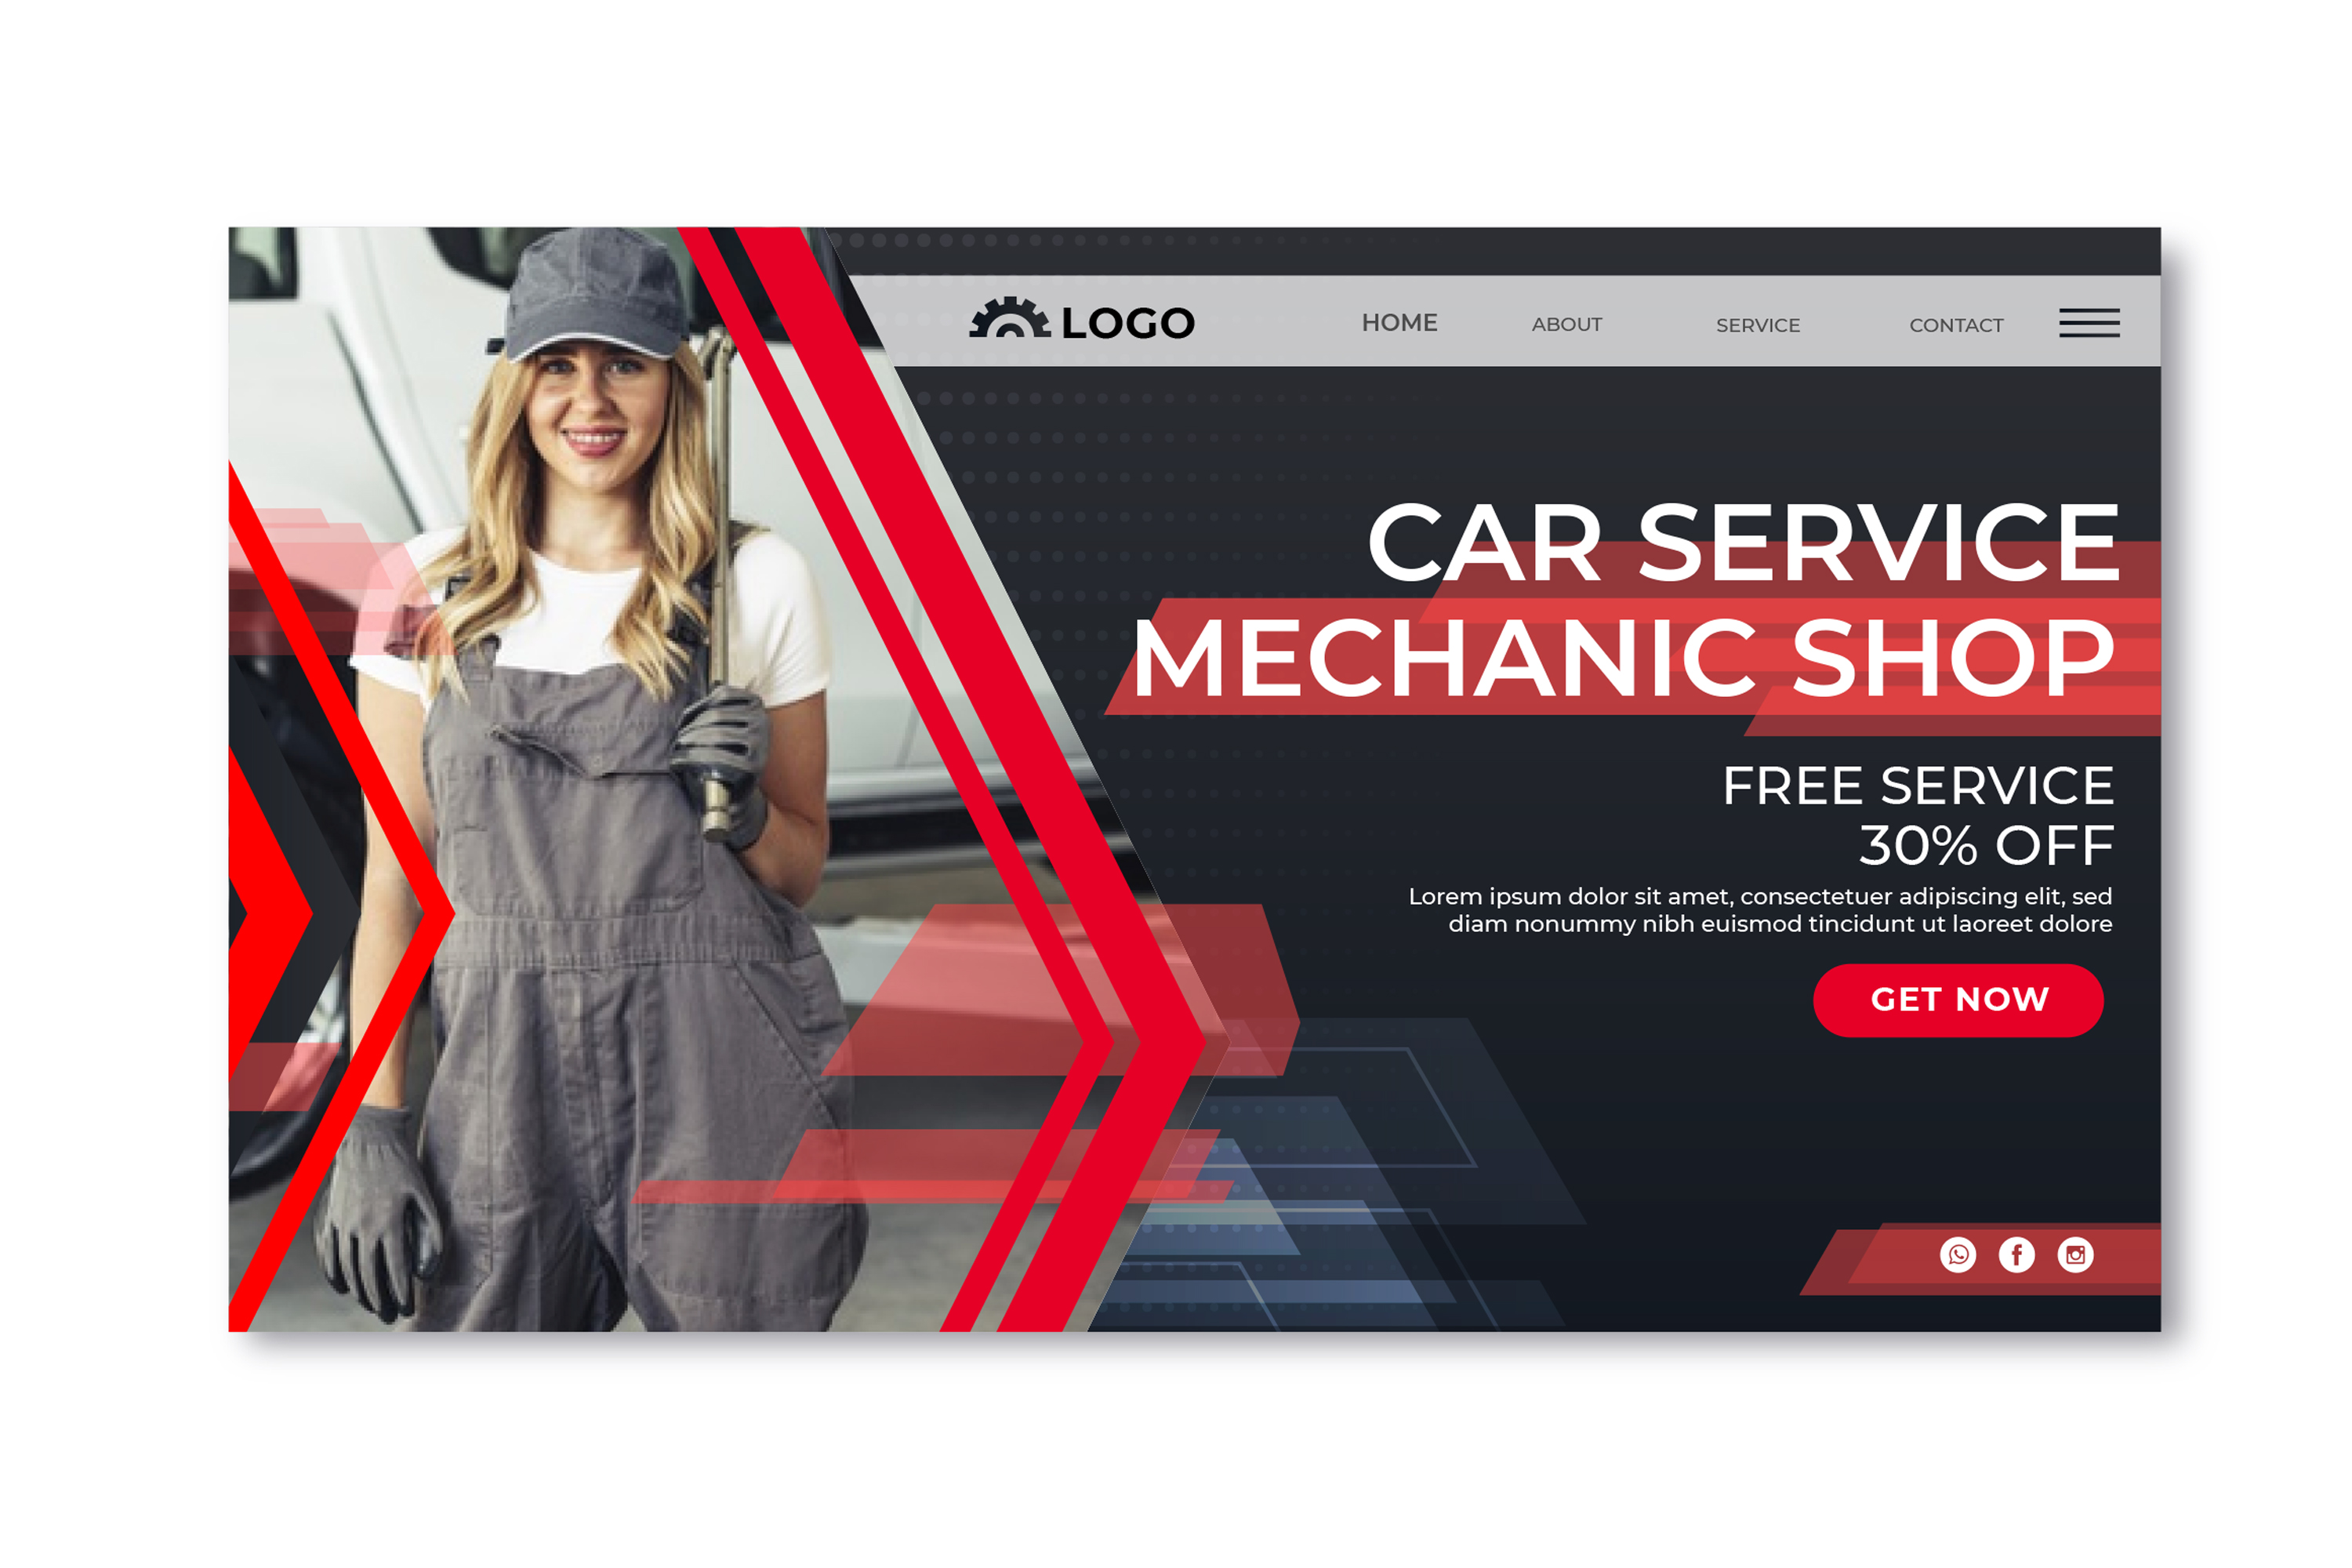 LOGO
HOME ABOUT SERVICE CONTACT
CAR SERVICE
MECHANIC SHOP
FREE SERVICE
30% OFF
Lorem ipsum dolor sit amet, consectetuer adipiscing elit, sed
diam nonummy nibh euismod tincidunt ut laoreet dolore
GET NOW